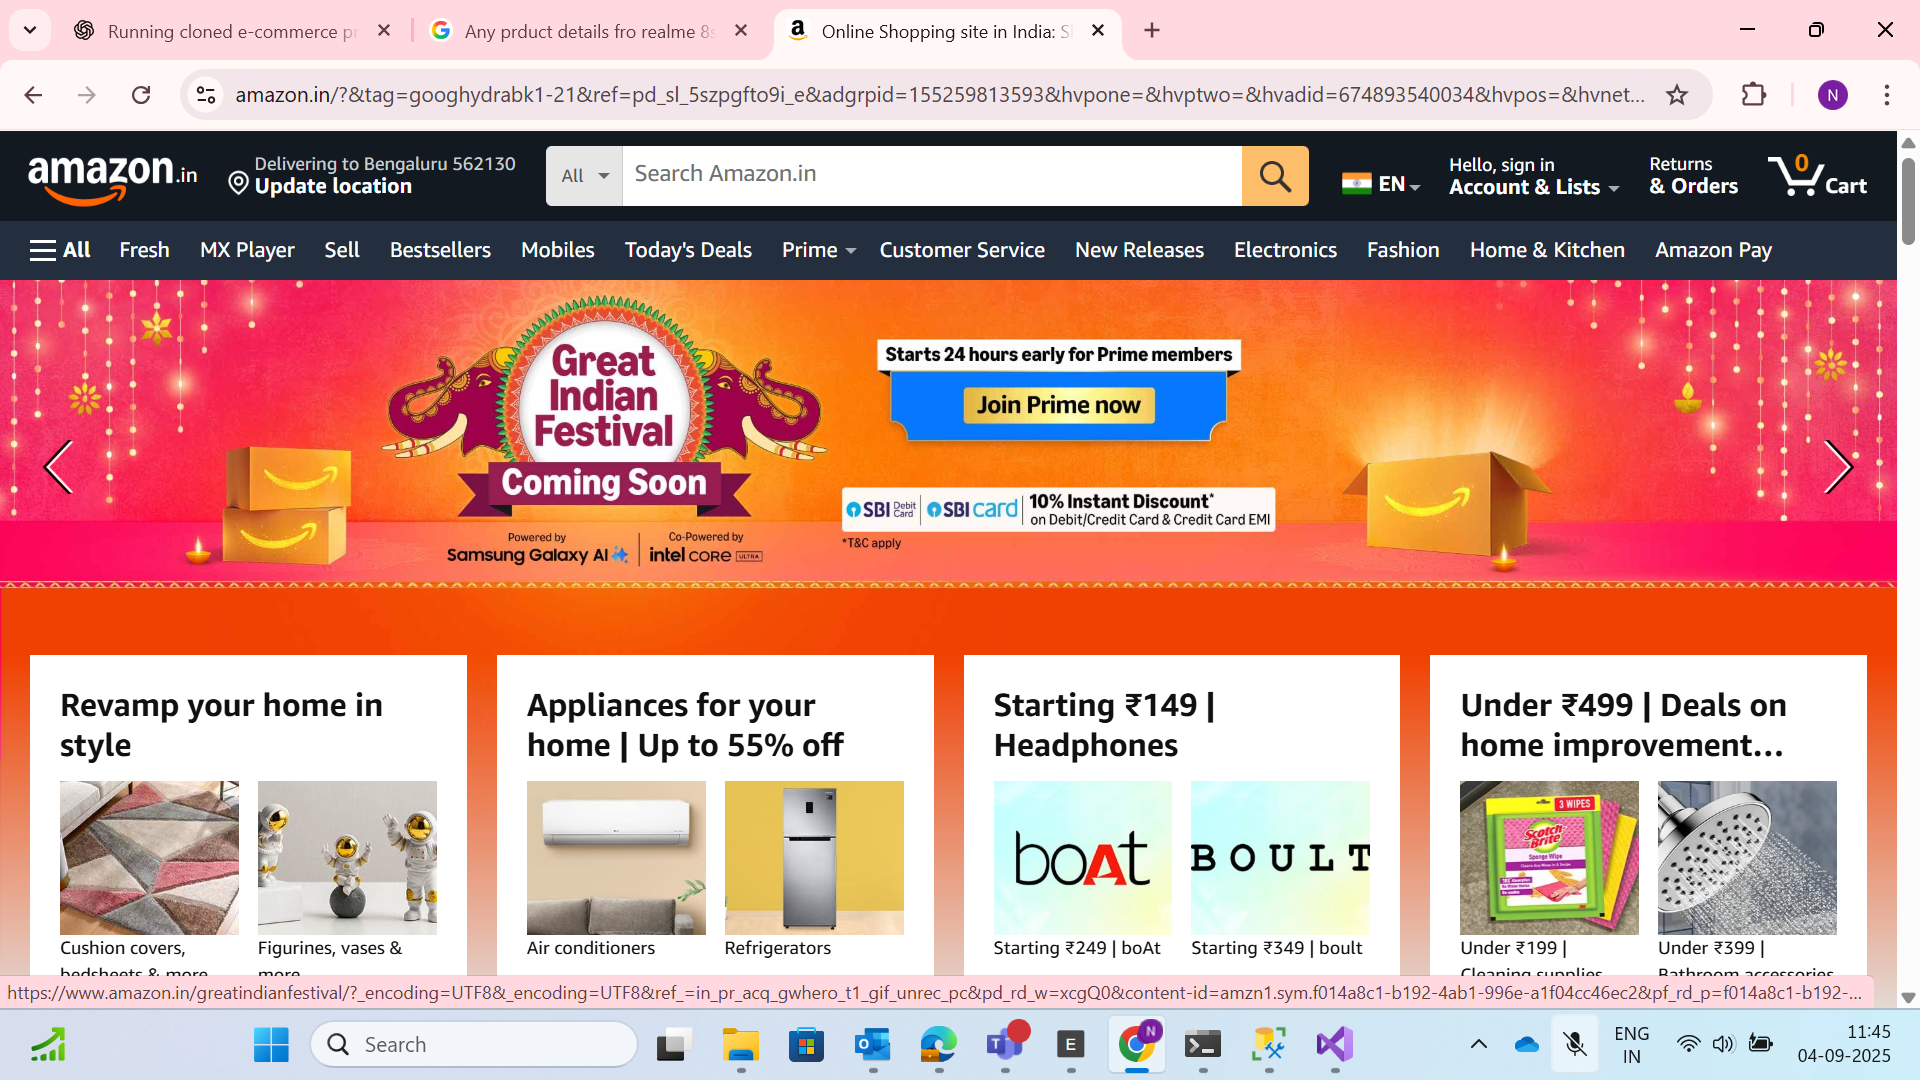 Running cloned e-commerce pr
Any prduct details fro realme 8s
Online Shopping site in India: S
amazon.in/?&tag=googhydrabk1-21&ref=pd_sl_5szpgfto9i_e&adgrpid=155259813593&hvpone=&hvptwo=&hvadid=674893540034&hvpos=&hvnet...
N
amazon.in
Delivering to Bengaluru 562130
Update location
All
Search Amazon.in
EN
Hello, sign in
Account & Lists
Returns
& Orders
0
Cart
All Fresh MX Player Sell Bestsellers Mobiles Today's Deals Prime Customer Service New Releases Electronics Fashion Home & Kitchen Amazon Pay
Great
Indian
Festival
Coming Soon
Powered by
Samsung Galaxy AI
Co-Powered by
intel CORE ULTRA
Starts 24 hours early for Prime members
Join Prime now
SBI Debit Card SBI card
10% Instant Discount*
on Debit/Credit Card & Credit Card EMI
*T&C apply
Revamp your home in
style
Cushion covers,
bedsheets & more
Figurines, vases &
more
Appliances for your
home | Up to 55% off
Air conditioners
Refrigerators
Starting ₹149 |
Headphones
boAt
BOULT
Starting ₹249 | boAt
Starting ₹349 | boult
Under ₹499 | Deals on
home improvement...
3 WIPES
Scotch
Brite
Sponge Wipe
Under ₹199 |
Cleaning supplies
Under ₹399 |
Bathroom accessories
https://www.amazon.in/greatindianfestival/?_encoding=UTF8&_encoding=UTF8&ref_=in_pr_acq_gwhero_t1_gif_unrec_pc&pd_rd_w=xcgQ0&content-id=amzn1.sym.f014a8c1-b192-4ab1-996e-a1f04cc46ec2&pf_rd_p=f014a8c1-b192-...
Search
E
N
ENG
IN
11:45
04-09-2025